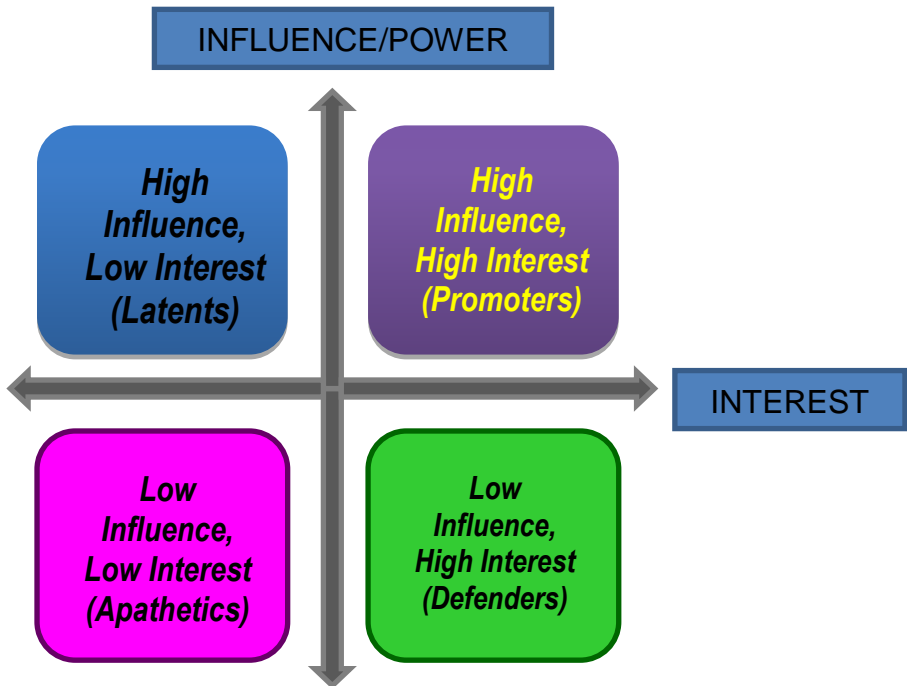 INFLUENCE/POWER
High
Influence,
Low Interest
(Latents)
High
Influence,
High Interest
(Promoters)
INTEREST
Low
Influence,
Low Interest
(Apathetics)
Low
Influence,
High Interest
(Defenders)